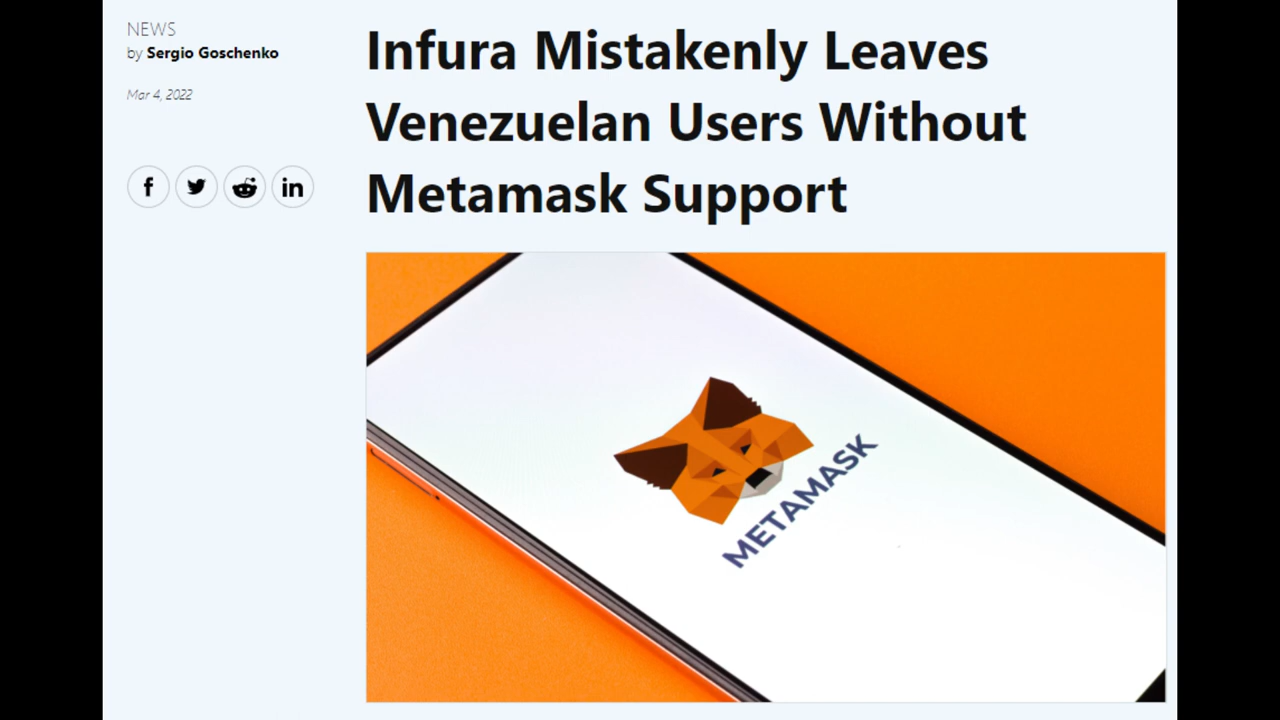 NEWS
by Sergio Goschenko
Mar 4, 2022
Infura Mistakenly Leaves
Venezuelan Users Without
Metamask Support
METAMASK